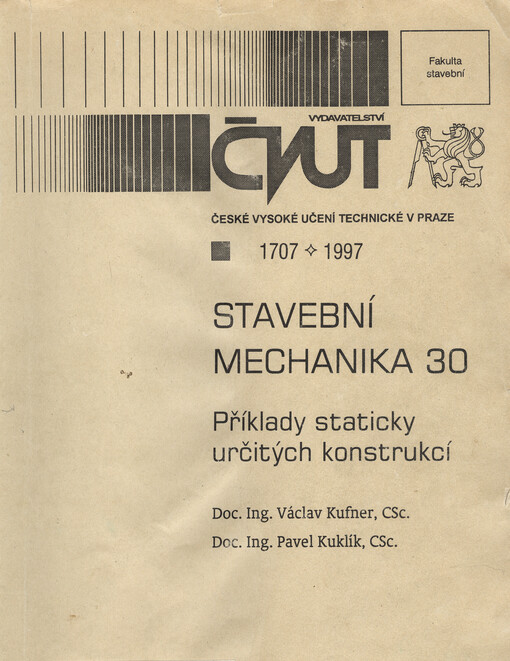 Fakulta
stavební
VYDAVATELSTVÍ
ČVUT
ČESKÉ VYSOKÉ UČENÍ TECHNICKÉ V PRAZE
1707 ✧ 1997
STAVEBNÍ
MECHANIKA 30
Příklady staticky
určitých konstrukcí
Doc. Ing. Václav Kufner, CSc.
Doc. Ing. Pavel Kuklík, CSc.